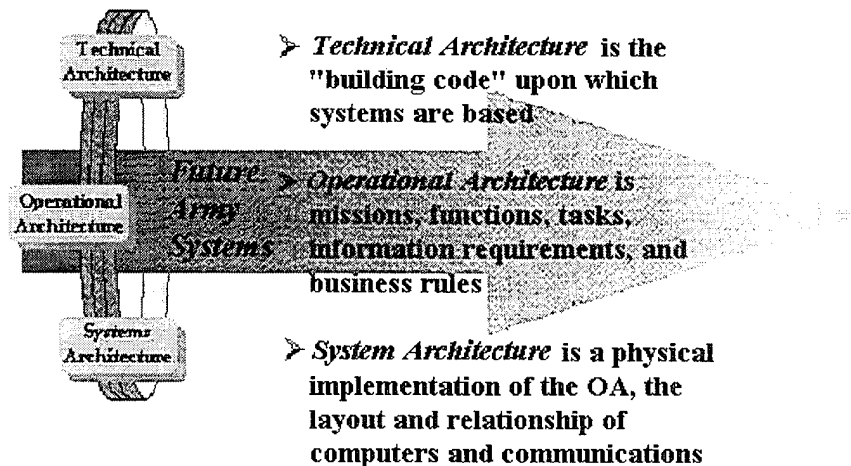 Technical
Architecture
➢ Technical Architecture is the
"building code" upon which
systems are based
Future
Army
Systems
Operational
Architecture
➢ Operational Architecture is
missions, functions, tasks,
information requirements, and
business rules
Systems
Architecture
➢ System Architecture is a physical
implementation of the OA, the
layout and relationship of
computers and communications